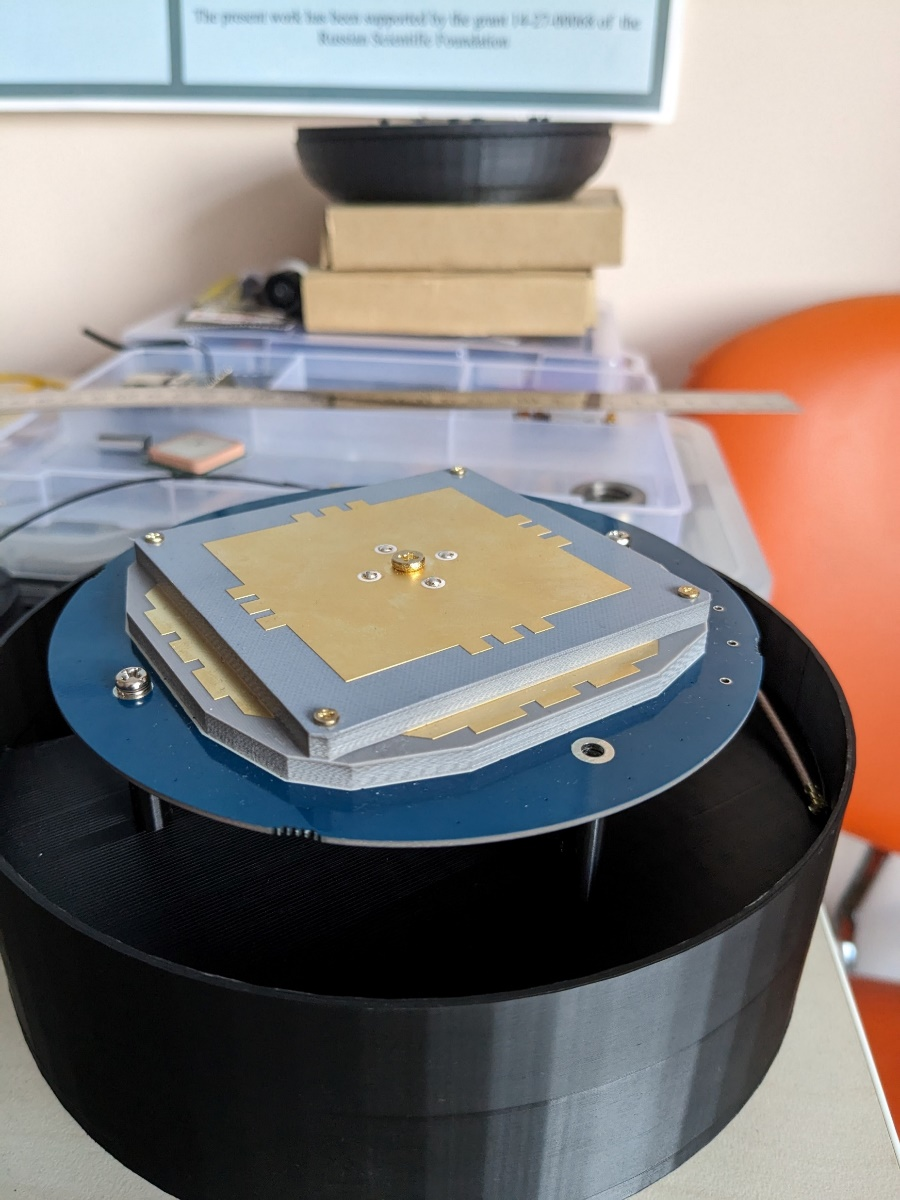 The present work has been supported by the grant 14-27-00068 of the
Russian Scientific Foundation